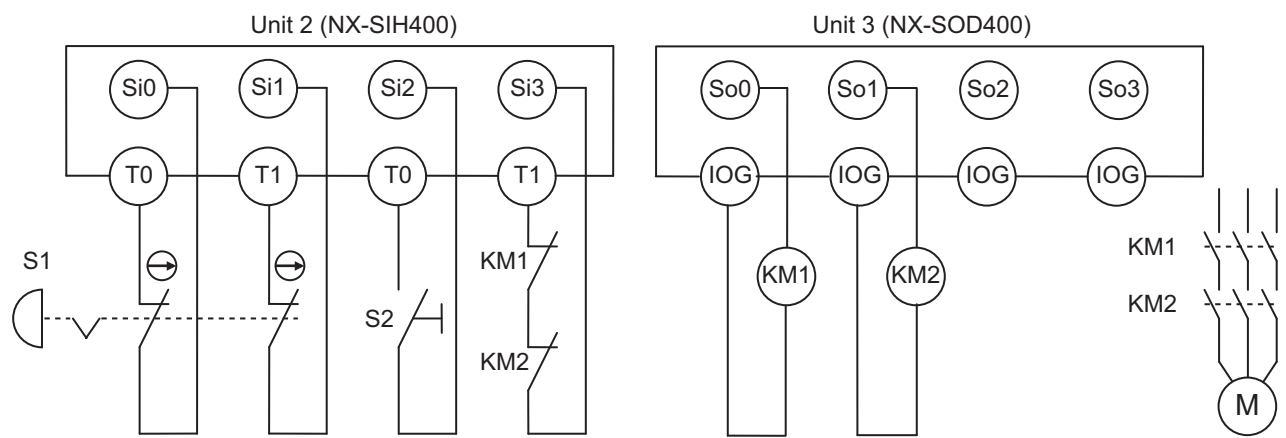 Unit 2 (NX-SIH400)
Unit 3 (NX-SOD400)
Si0 Si1 Si2 Si3
So0 So1 So2 So3
T0 T1 T0 T1
IOG IOG IOG IOG
S1
KM1
KM1
KM2
KM1
S2
KM2
KM2
M